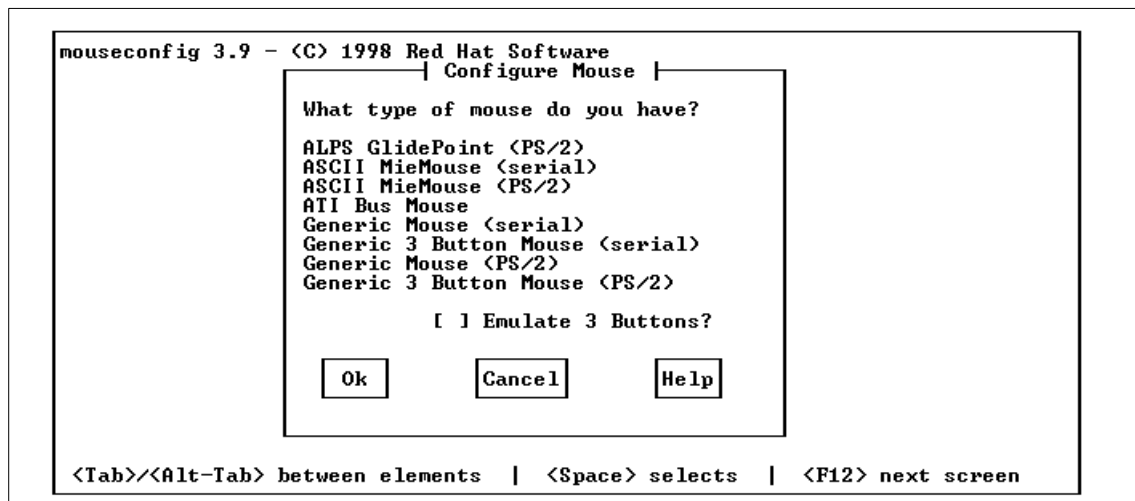 mouseconfig 3.9 - (C) 1998 Red Hat Software
Configure Mouse
What type of mouse do you have?
ALPS GlidePoint (PS/2)
ASCII MieMouse (serial)
ASCII MieMouse (PS/2)
ATI Bus Mouse
Generic Mouse (serial)
Generic 3 Button Mouse (serial)
Generic Mouse (PS/2)
Generic 3 Button Mouse (PS/2)
[ ] Emulate 3 Buttons?
Ok Cancel Help
<Tab>/<Alt-Tab> between elements | <Space> selects | <F12> next screen